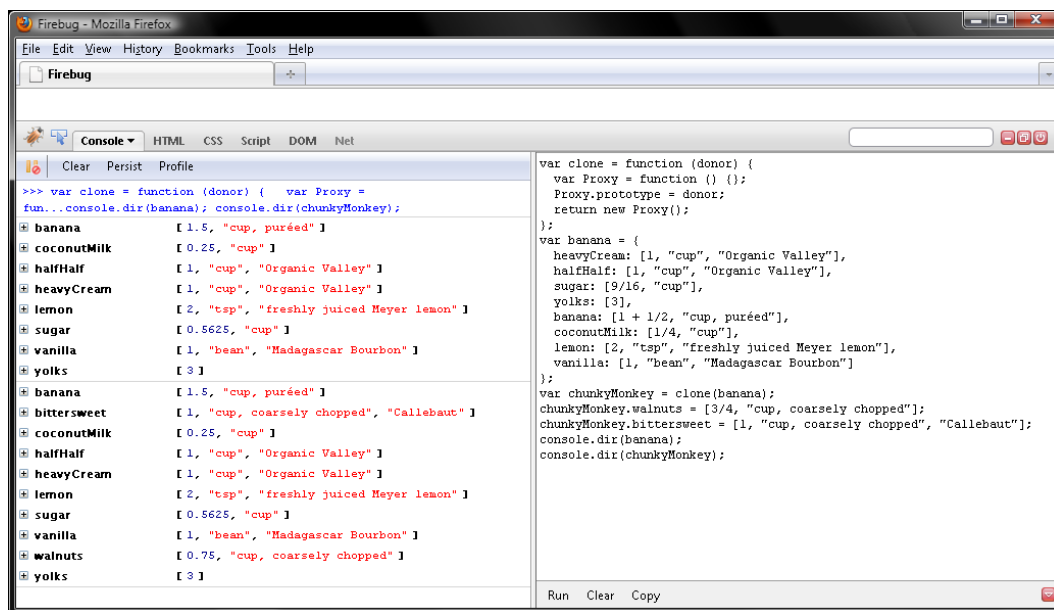 Firebug - Mozilla Firefox
File Edit View History Bookmarks Tools Help
Firebug
Console HTML CSS Script DOM Net
Clear Persist Profile
>>> var clone = function (donor) { var Proxy =
fun...console.dir(banana); console.dir(chunkyMonkey);
banana [ 1.5, "cup, puréed" ]
coconutMilk [ 0.25, "cup" ]
halfHalf [ 1, "cup", "Organic Valley" ]
heavyCream [ 1, "cup", "Organic Valley" ]
lemon [ 2, "tsp", "freshly juiced Meyer lemon" ]
sugar [ 0.5625, "cup" ]
vanilla [ 1, "bean", "Madagascar Bourbon" ]
yolks [ 3 ]
banana [ 1.5, "cup, puréed" ]
bittersweet [ 1, "cup, coarsely chopped", "Callebaut" ]
coconutMilk [ 0.25, "cup" ]
halfHalf [ 1, "cup", "Organic Valley" ]
heavyCream [ 1, "cup", "Organic Valley" ]
lemon [ 2, "tsp", "freshly juiced Meyer lemon" ]
sugar [ 0.5625, "cup" ]
vanilla [ 1, "bean", "Madagascar Bourbon" ]
walnuts [ 0.75, "cup, coarsely chopped" ]
yolks [ 3 ]
var clone = function (donor) {
  var Proxy = function () {};
  Proxy.prototype = donor;
  return new Proxy();
};
var banana = {
  heavyCream: [1, "cup", "Organic Valley"],
  halfHalf: [1, "cup", "Organic Valley"],
  sugar: [9/16, "cup"],
  yolks: [3],
  banana: [1 + 1/2, "cup, puréed"],
  coconutMilk: [1/4, "cup"],
  lemon: [2, "tsp", "freshly juiced Meyer lemon"],
  vanilla: [1, "bean", "Madagascar Bourbon"]
};
var chunkyMonkey = clone(banana);
chunkyMonkey.walnuts = [3/4, "cup, coarsely chopped"];
chunkyMonkey.bittersweet = [1, "cup, coarsely chopped", "Callebaut"];
console.dir(banana);
console.dir(chunkyMonkey);
Run Clear Copy